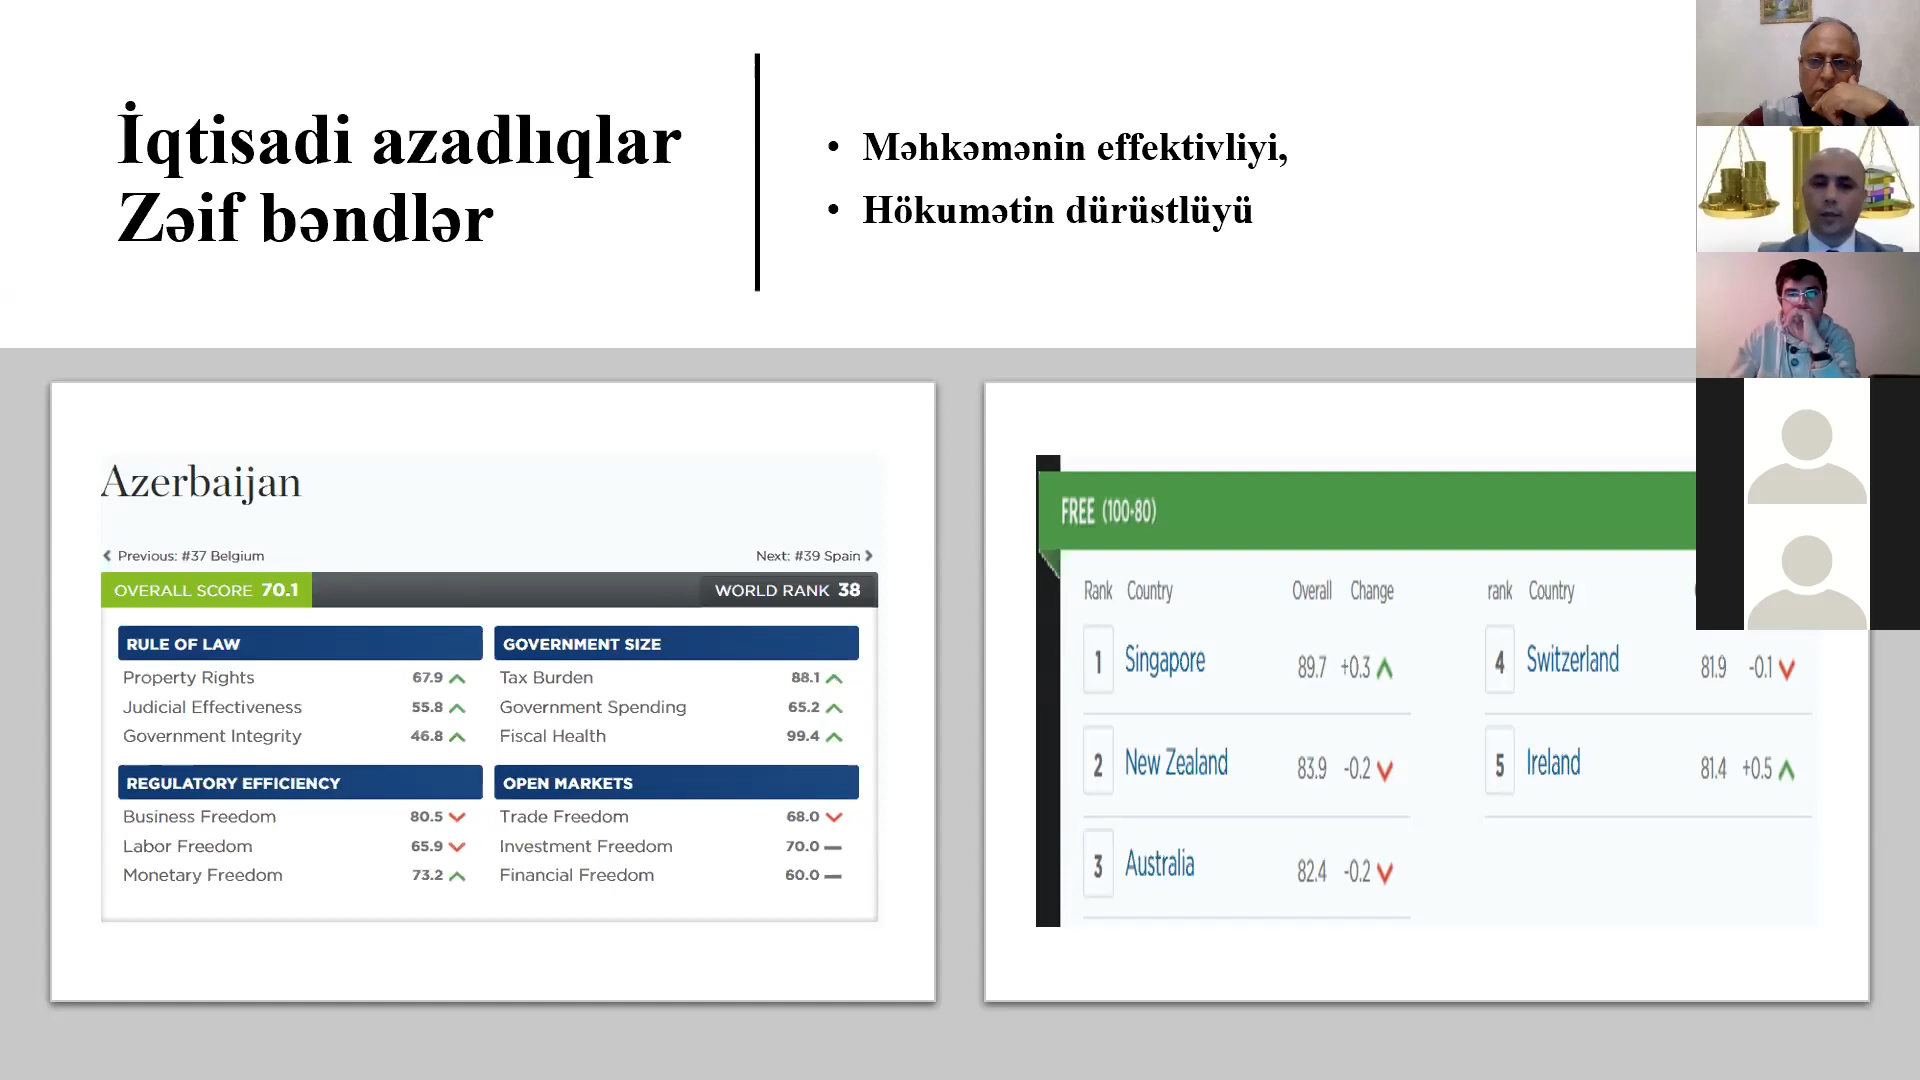 İqtisadi azadlıqlar
Zəif bəndlər
• Məhkəmənin effektivliyi,
• Hökumətin dürüstlüyü
Azerbaijan
Previous: #37 Belgium
Next: #39 Spain
OVERALL SCORE 70.1
WORLD RANK 38
RULE OF LAW
Property Rights 67.9
Judicial Effectiveness 55.8
Government Integrity 46.8
GOVERNMENT SIZE
Tax Burden 88.1
Government Spending 65.2
Fiscal Health 99.4
REGULATORY EFFICIENCY
Business Freedom 80.5
Labor Freedom 65.9
Monetary Freedom 73.2
OPEN MARKETS
Trade Freedom 68.0
Investment Freedom 70.0
Financial Freedom 60.0
FREE (100-80)
Rank Country Overall Change
1 Singapore 89.7 +0.3
2 New Zealand 83.9 -0.2
3 Australia 82.4 -0.2
rank Country
4 Switzerland 81.9 -0.1
5 Ireland 81.4 +0.5